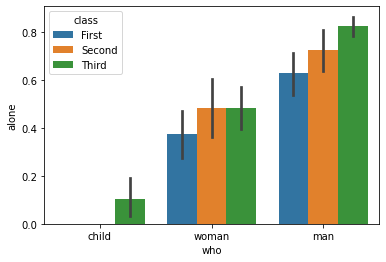 class
First
Second
Third
0.8
0.6
0.4
0.2
0.0
alone
child woman man
who